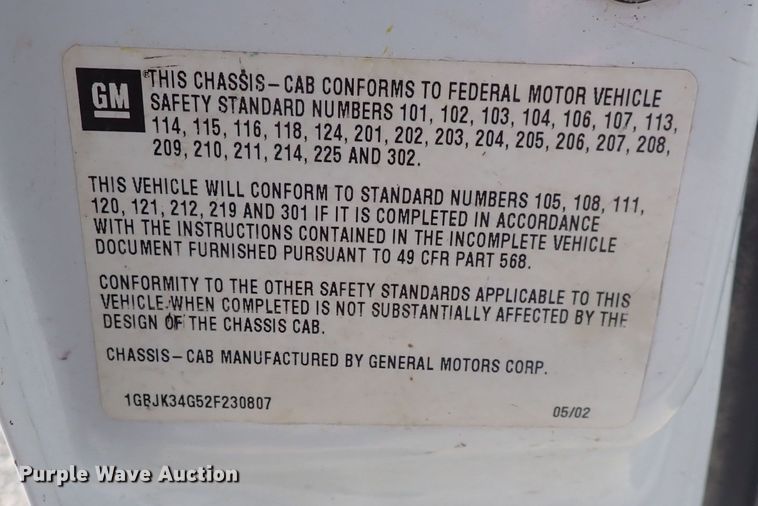 GM
®THIS CHASSIS-CAB CONFORMS TO FEDERAL MOTOR VEHICLE
SAFETY STANDARD NUMBERS 101, 102, 103, 104, 106, 107, 113,
114, 115, 116, 118, 124, 201, 202, 203, 204, 205, 206, 207, 208,
209, 210, 211, 214, 225 AND 302.
THIS VEHICLE WILL CONFORM TO STANDARD NUMBERS 105, 108, 111,
120, 121, 212, 219 AND 301 IF IT IS COMPLETED IN ACCORDANCE
WITH THE INSTRUCTIONS CONTAINED IN THE INCOMPLETE VEHICLE
DOCUMENT FURNISHED PURSUANT TO 49 CFR PART 568.
CONFORMITY TO THE OTHER SAFETY STANDARDS APPLICABLE TO THIS
VEHICLE WHEN COMPLETED IS NOT SUBSTANTIALLY AFFECTED BY THE
DESIGN OF THE CHASSIS CAB.
CHASSIS-CAB MANUFACTURED BY GENERAL MOTORS CORP.
1GBJK34G52F230807
05/02
Purple Wave Auction